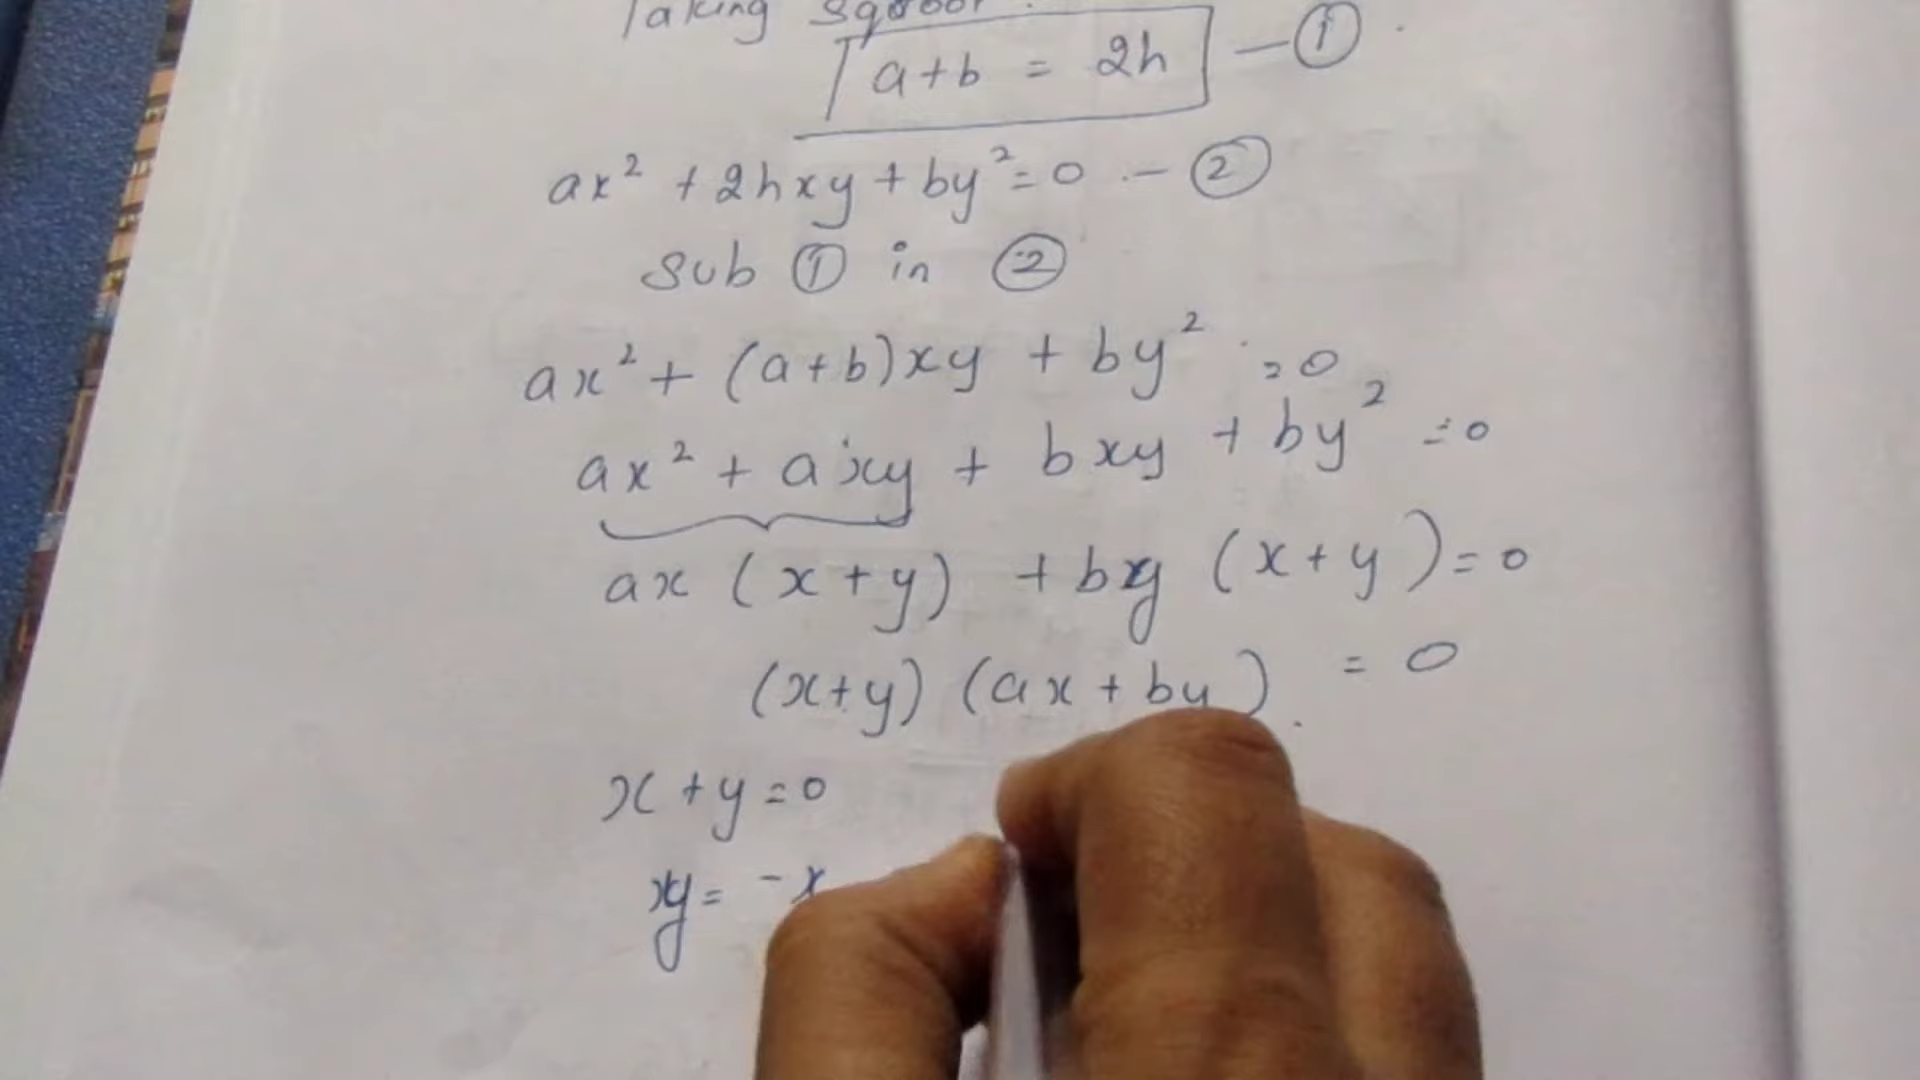 Taking
a+b = 2h — ①
ax² + 2hxy + by² = 0 - ②
Sub ① in ②
ax² + (a+b)xy + by² = 0
ax² + axy + bxy + by² = 0
ax (x+y) + by (x+y) = 0
(x+y) (ax + by) = 0
x + y = 0
y = -x